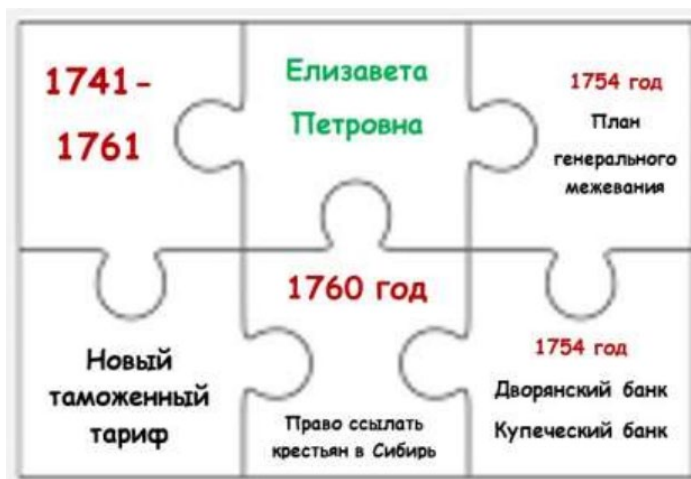 1741-
1761
Елизавета
Петровна
1754 год
План
генерального
межевания
Новый
таможенный
тариф
1760 год
Право ссылать
крестьян в Сибирь
1754 год
Дворянский банк
Купеческий банк